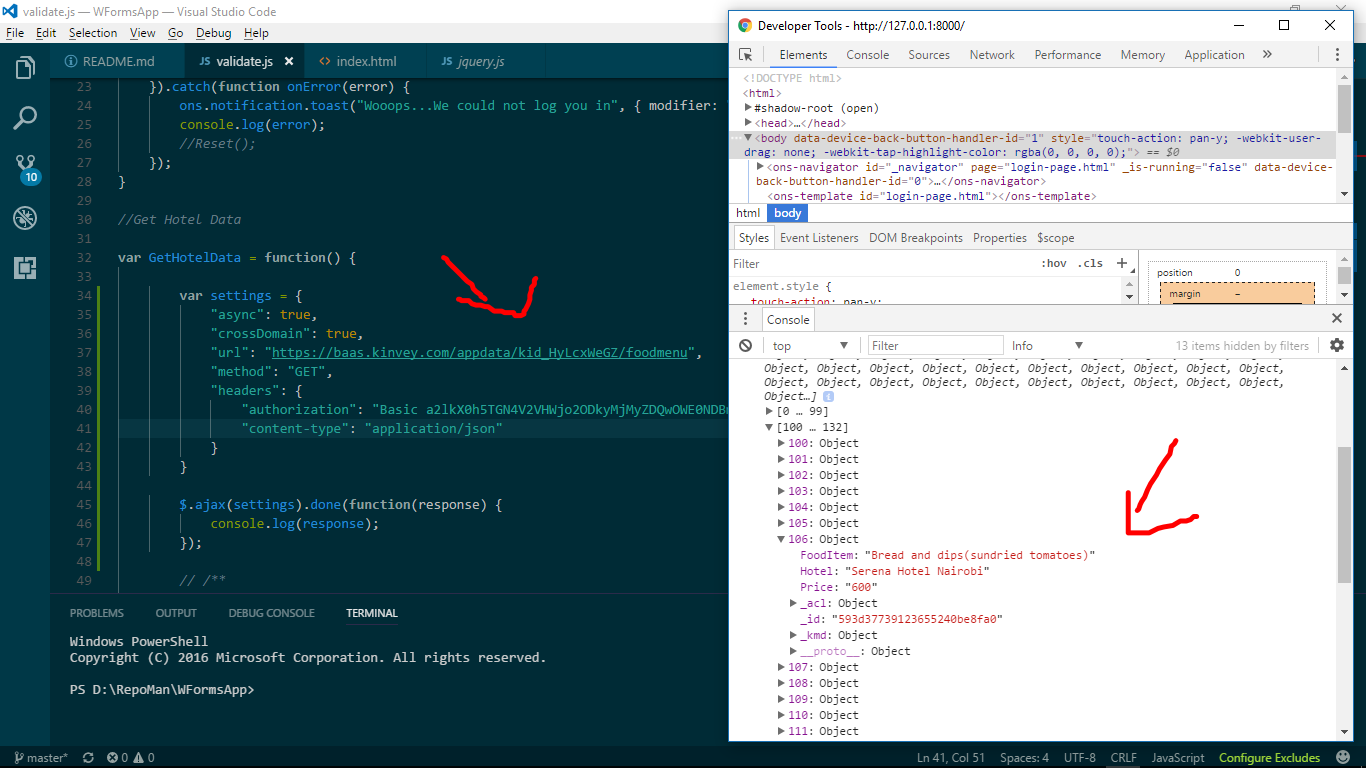 validate.js — WFormsApp — Visual Studio Code
File Edit Selection View Go Debug Help
README.md
validate.js
index.html
jquery.js
10
23 }).catch(function onError(error) {
24 ons.notification.toast("Wooops...We could not log you in", { modifier:
25 console.log(error);
26 //Reset();
27 });
28 }
29
30 //Get Hotel Data
31
32 var GetHotelData = function() {
33
34 var settings = {
35 "async": true,
36 "crossDomain": true,
37 "url": "https://baas.kinvey.com/appdata/kid_HyLcxWeGZ/foodmenu",
38 "method": "GET",
39 "headers": {
40 "authorization": "Basic a2lkX0h5TGN4V2VHWjo2ODkyMjMyZDQwOWE0NDB
41 "content-type": "application/json"
42 }
43 }
44
45 $.ajax(settings).done(function(response) {
46 console.log(response);
47 });
48
49 // /**
PROBLEMS OUTPUT DEBUG CONSOLE TERMINAL
Windows PowerShell
Copyright (C) 2016 Microsoft Corporation. All rights reserved.
PS D:\RepoMan\WFormsApp>
master* 0 0
Ln 41, Col 51 Spaces: 4 UTF-8 CRLF JavaScript Configure Excludes
Developer Tools - http://127.0.0.1:8000/
Elements Console Sources Network Performance Memory Application »
<!DOCTYPE html>
<html>
#shadow-root (open)
<head>…</head>
<body data-device-back-button-handler-id="1" style="touch-action: pan-y; -webkit-user-
drag: none; -webkit-tap-highlight-color: rgba(0, 0, 0, 0);"> == $0
<ons-navigator id="_navigator" page="login-page.html" _is-running="false" data-device-
back-button-handler-id="0">…</ons-navigator>
<ons-template id="login-page.html"></ons-template>
html body
Styles Event Listeners DOM Breakpoints Properties $scope
Filter :hov .cls +
element.style {
touch-action: pan-y;
position 0
margin –
Console
top Filter Info 13 items hidden by filters
Object, Object, Object, Object, Object, Object, Object, Object, Object, Object,
Object, Object, Object, Object, Object, Object, Object, Object, Object, Object,
Object…]
[0 … 99]
[100 … 132]
100: Object
101: Object
102: Object
103: Object
104: Object
105: Object
106: Object
FoodItem: "Bread and dips(sundried tomatoes)"
Hotel: "Serena Hotel Nairobi"
Price: "600"
_acl: Object
_id: "593d37739123655240be8fa0"
_kmd: Object
__proto__: Object
107: Object
108: Object
109: Object
110: Object
111: Object